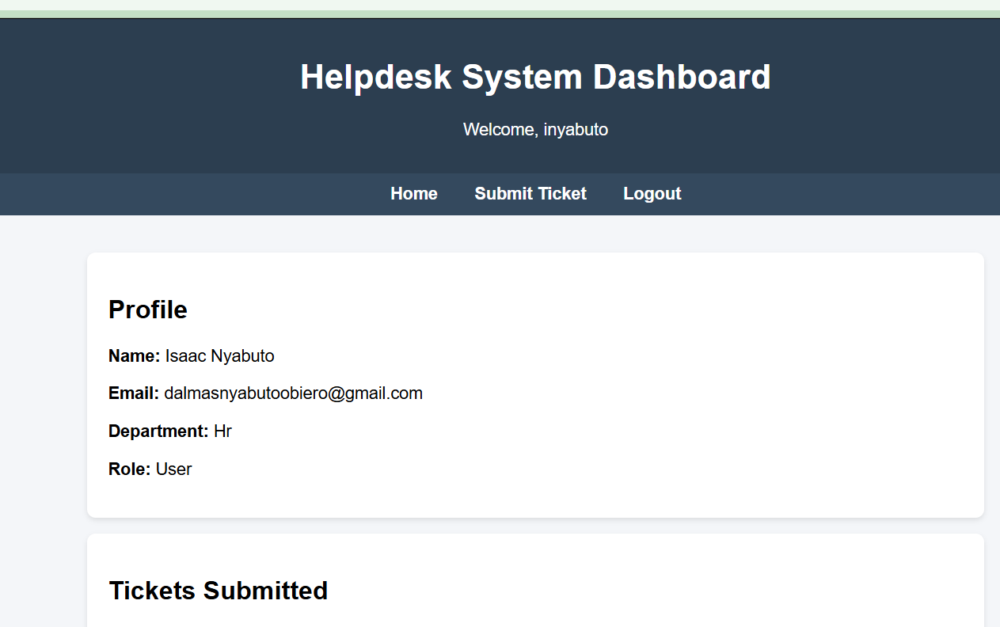 Helpdesk System Dashboard
Welcome, inyabuto
Home Submit Ticket Logout
Profile
Name: Isaac Nyabuto
Email: dalmasnyabutoobiero@gmail.com
Department: Hr
Role: User
Tickets Submitted